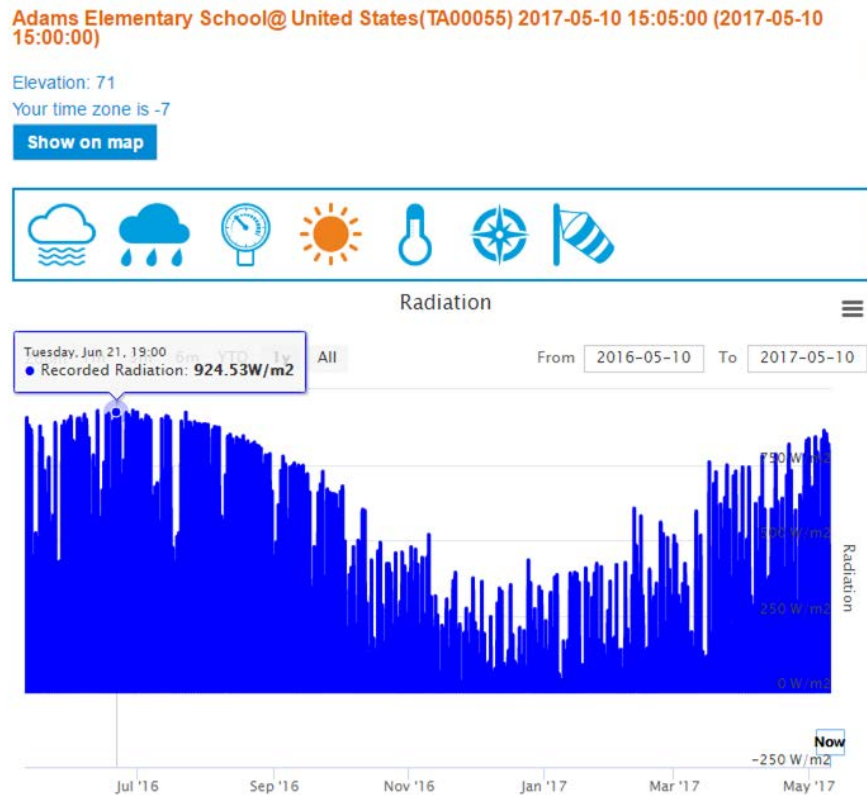 Adams Elementary School@ United States(TA00055) 2017-05-10 15:05:00 (2017-05-10
15:00:00)
Elevation: 71
Your time zone is -7
Show on map
Radiation
Tuesday, Jun 21, 19:00
● Recorded Radiation: 924.53W/m2
6m YTD 1y All
From 2016-05-10 To 2017-05-10
750 W/m2
500 W/m2
250 W/m2
0 W/m2
-250 W/m2
Radiation
Now
Jul '16 Sep '16 Nov '16 Jan '17 Mar '17 May '17